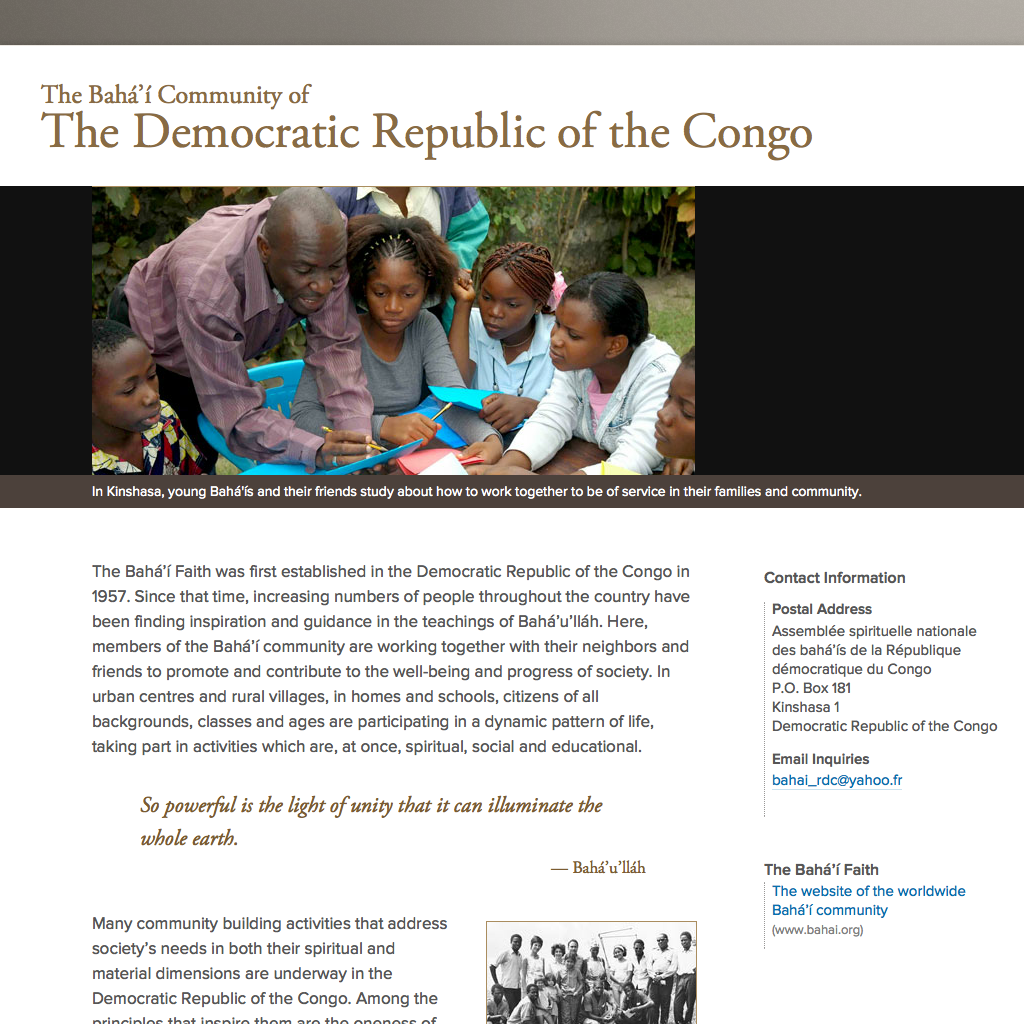 The Bahá’í Community of
The Democratic Republic of the Congo
In Kinshasa, young Bahá'ís and their friends study about how to work together to be of service in their families and community.
The Bahá’í Faith was first established in the Democratic Republic of the Congo in
1957. Since that time, increasing numbers of people throughout the country have
been finding inspiration and guidance in the teachings of Bahá’u’lláh. Here,
members of the Bahá’í community are working together with their neighbors and
friends to promote and contribute to the well-being and progress of society. In
urban centres and rural villages, in homes and schools, citizens of all
backgrounds, classes and ages are participating in a dynamic pattern of life,
taking part in activities which are, at once, spiritual, social and educational.
So powerful is the light of unity that it can illuminate the
whole earth.
— Bahá’u’lláh
Many community building activities that address
society’s needs in both their spiritual and
material dimensions are underway in the
Democratic Republic of the Congo. Among the
principles that inspire them are the oneness of
Contact Information
Postal Address
Assemblée spirituelle nationale
des bahá’ís de la République
démocratique du Congo
P.O. Box 181
Kinshasa 1
Democratic Republic of the Congo
Email Inquiries
bahai_rdc@yahoo.fr
The Bahá’í Faith
The website of the worldwide
Bahá’í community
(www.bahai.org)